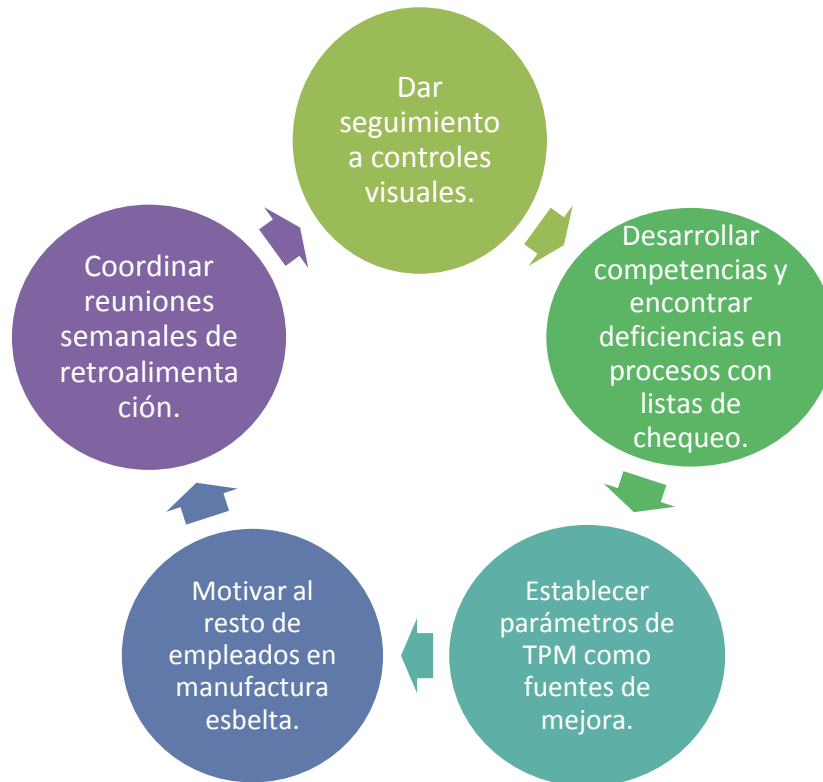 Dar
seguimiento
a controles
visuales.
Desarrollar
competencias y
encontrar
deficiencias en
procesos con
listas de
chequeo.
Establecer
parámetros de
TPM como
fuentes de
mejora.
Motivar al
resto de
empleados en
manufactura
esbelta.
Coordinar
reuniones
semanales de
retroalimenta
ción.